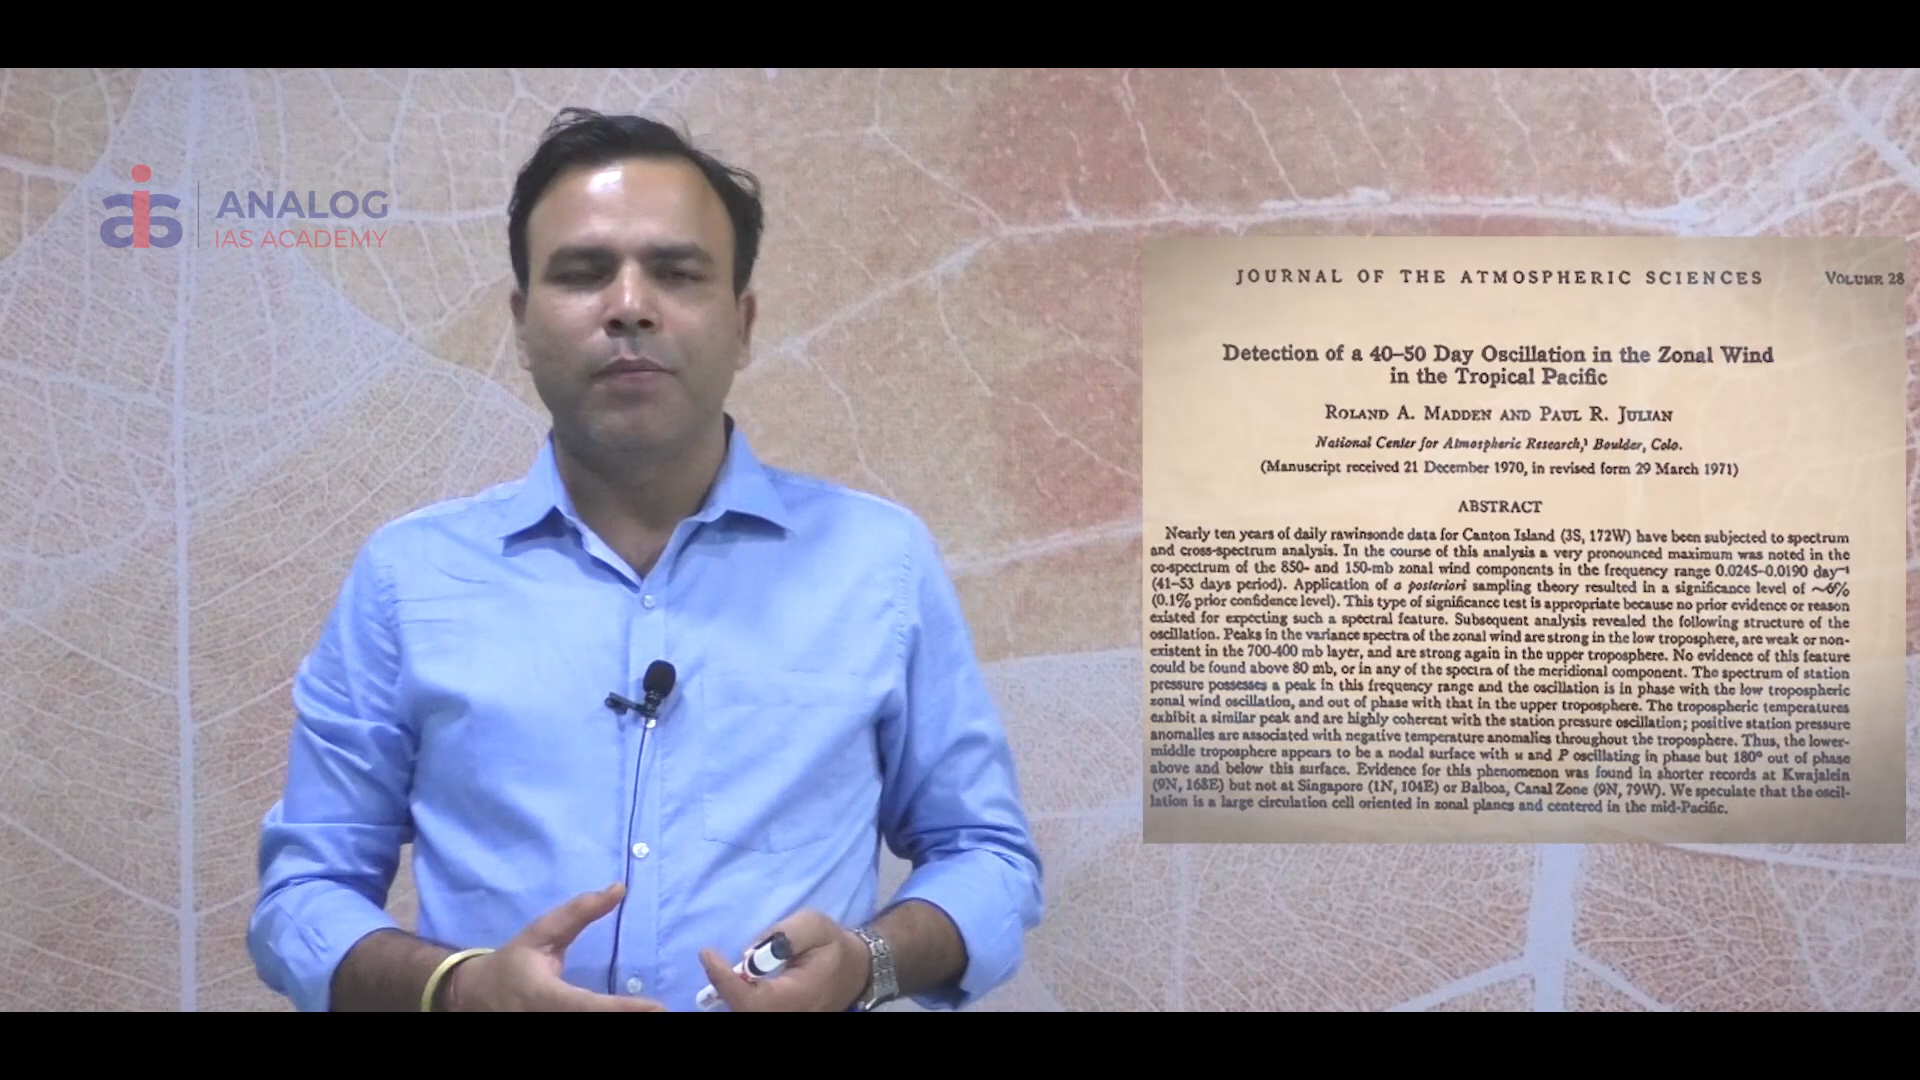 ais
ANALOG
IAS ACADEMY
JOURNAL OF THE ATMOSPHERIC SCIENCES VOLUME 28
Detection of a 40–50 Day Oscillation in the Zonal Wind
in the Tropical Pacific
ROLAND A. MADDEN AND PAUL R. JULIAN
National Center for Atmospheric Research,¹ Boulder, Colo.
(Manuscript received 21 December 1970, in revised form 29 March 1971)
ABSTRACT
Nearly ten years of daily rawinsonde data for Canton Island (3S, 172W) have been subjected to spectrum
and cross-spectrum analysis. In the course of this analysis a very pronounced maximum was noted in the
co-spectrum of the 850- and 150-mb zonal wind components in the frequency range 0.0245–0.0190 day⁻¹
(41–53 days period). Application of a posteriori sampling theory resulted in a significance level of ~6%
(0.1% prior confidence level). This type of significance test is appropriate because no prior evidence or reason
existed for expecting such a spectral feature. Subsequent analysis revealed the following structure of the
oscillation. Peaks in the variance spectra of the zonal wind are strong in the low troposphere, are weak or non-
existent in the 700-400 mb layer, and are strong again in the upper troposphere. No evidence of this feature
could be found above 80 mb, or in any of the spectra of the meridional component. The spectrum of station
pressure possesses a peak in this frequency range and the oscillation is in phase with the low tropospheric
zonal wind oscillation, and out of phase with that in the upper troposphere. The tropospheric temperatures
exhibit a similar peak and are highly coherent with the station pressure oscillation; positive station pressure
anomalies are associated with negative temperature anomalies throughout the troposphere. Thus, the lower-
middle troposphere appears to be a nodal surface with u and P oscillating in phase but 180° out of phase
above and below this surface. Evidence for this phenomenon was found in shorter records at Kwajalein
(9N, 168E) but not at Singapore (1N, 104E) or Balboa, Canal Zone (9N, 79W). We speculate that the oscil-
lation is a large circulation cell oriented in zonal planes and centered in the mid-Pacific.